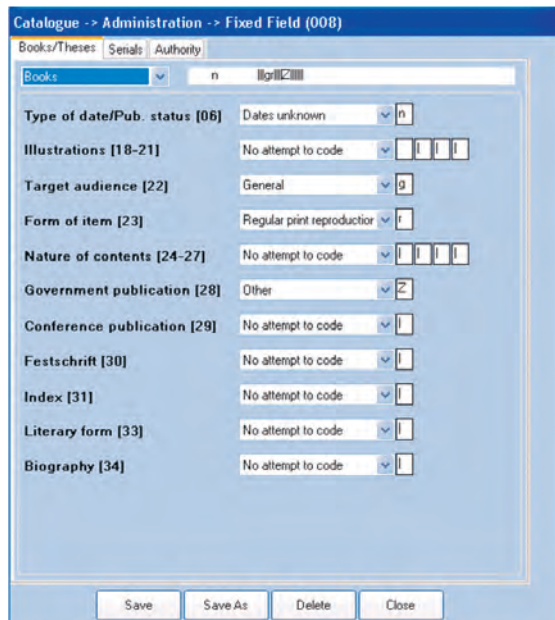 Catalogue -> Administration -> Fixed Field (008)
Books/Theses Serials Authority
Books n |||gr||||Z||||||
Type of date/Pub. status [06] Dates unknown n
Illustrations [18-21] No attempt to code | | |
Target audience [22] General g
Form of item [23] Regular print reproduction r
Nature of contents [24-27] No attempt to code | | | |
Government publication [28] Other Z
Conference publication [29] No attempt to code |
Festschrift [30] No attempt to code |
Index [31] No attempt to code |
Literary form [33] No attempt to code |
Biography [34] No attempt to code |
Save Save As Delete Close